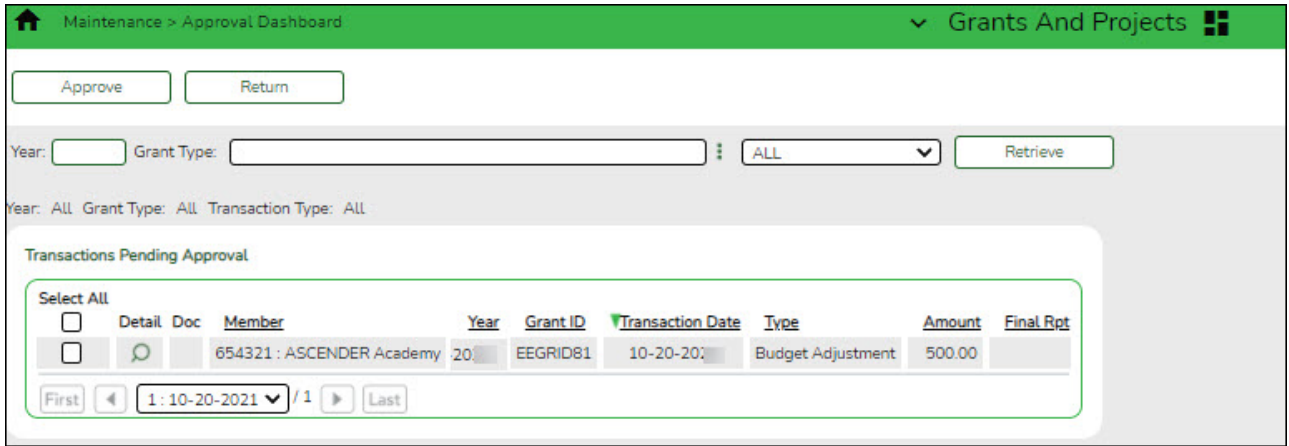 Maintenance > Approval Dashboard Grants And Projects
Approve Return
Year: Grant Type: ALL Retrieve
Year: All Grant Type: All Transaction Type: All
Transactions Pending Approval
Select All
Detail Doc Member Year Grant ID Transaction Date Type Amount Final Rpt
654321 : ASCENDER Academy EEGRID81 Budget Adjustment 500.00
First 1 : 10-20-2021 / 1 Last